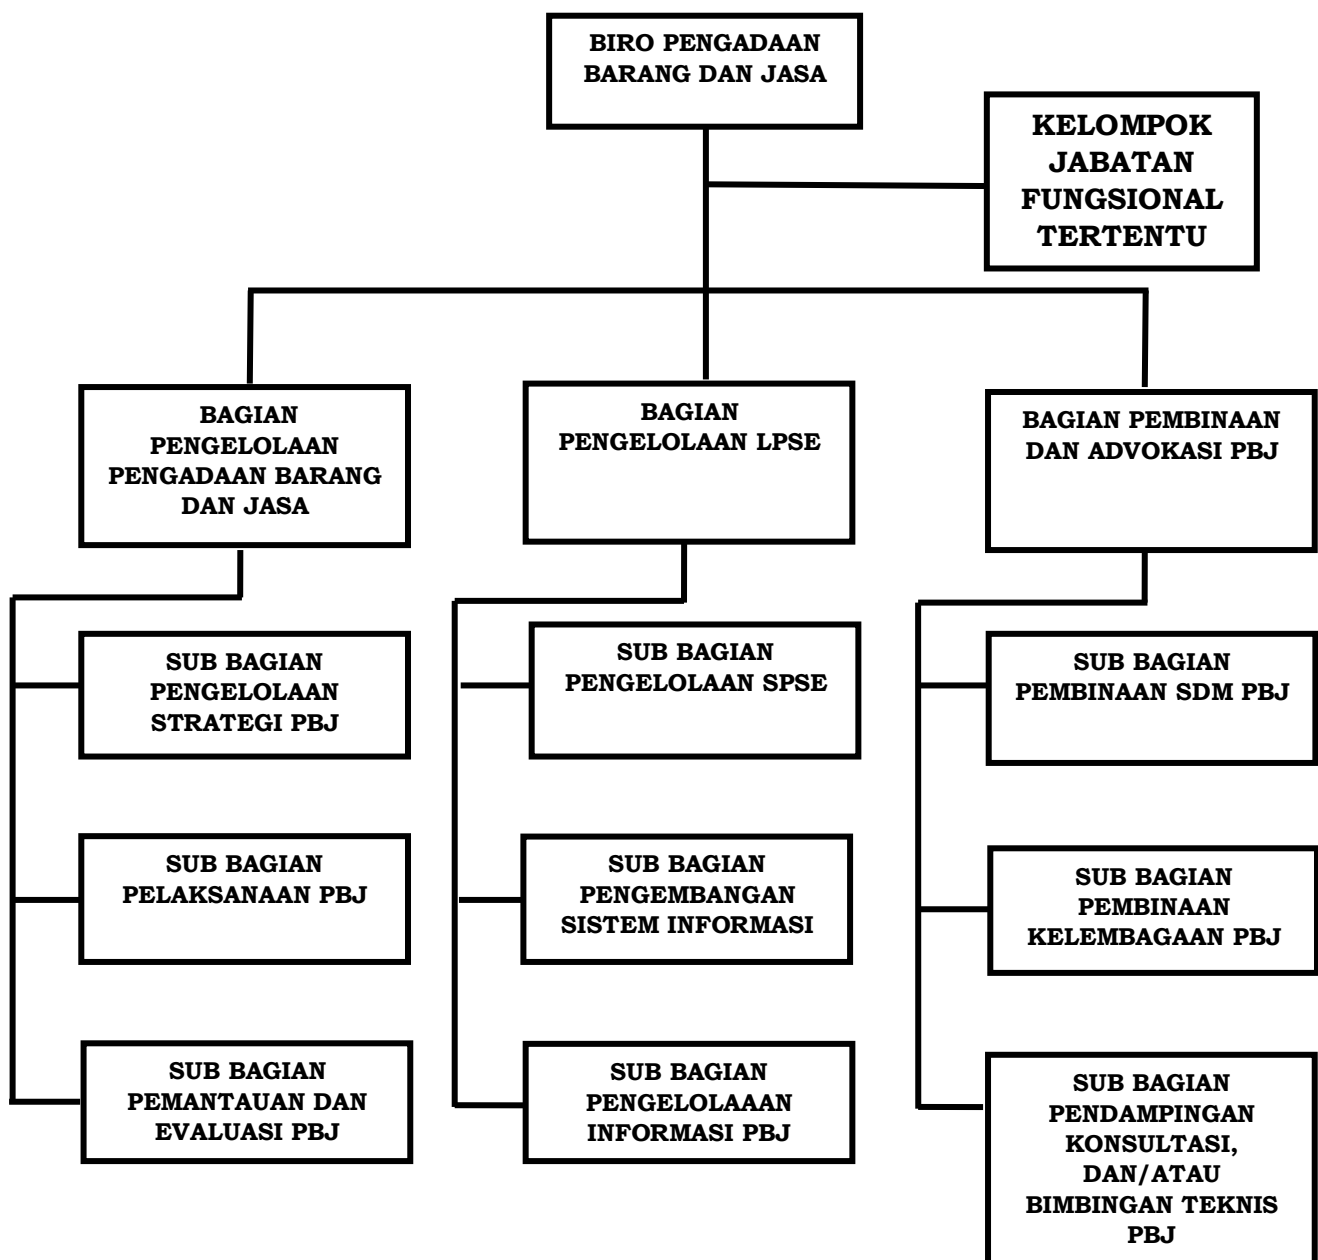 BIRO PENGADAAN
BARANG DAN JASA
KELOMPOK
JABATAN
FUNGSIONAL
TERTENTU
BAGIAN
PENGELOLAAN
PENGADAAN BARANG
DAN JASA
BAGIAN
PENGELOLAAN LPSE
BAGIAN PEMBINAAN
DAN ADVOKASI PBJ
SUB BAGIAN
PENGELOLAAN
STRATEGI PBJ
SUB BAGIAN
PENGELOLAAN SPSE
SUB BAGIAN
PEMBINAAN SDM PBJ
SUB BAGIAN
PELAKSANAAN PBJ
SUB BAGIAN
PENGEMBANGAN
SISTEM INFORMASI
SUB BAGIAN
PEMBINAAN
KELEMBAGAAN PBJ
SUB BAGIAN
PEMANTAUAN DAN
EVALUASI PBJ
SUB BAGIAN
PENGELOLAAAN
INFORMASI PBJ
SUB BAGIAN
PENDAMPINGAN
KONSULTASI,
DAN/ATAU
BIMBINGAN TEKNIS
PBJ